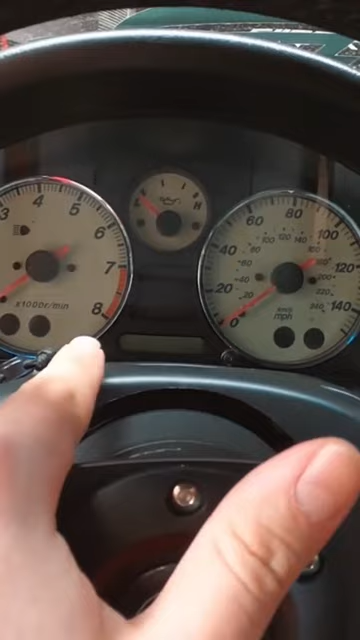 3 4 5 6 7 8
x1000r/min
H
20 40 60 80 100 120 140
0
20 40 60 80 100 120 140 160 180 200 220 240
km/h
mph